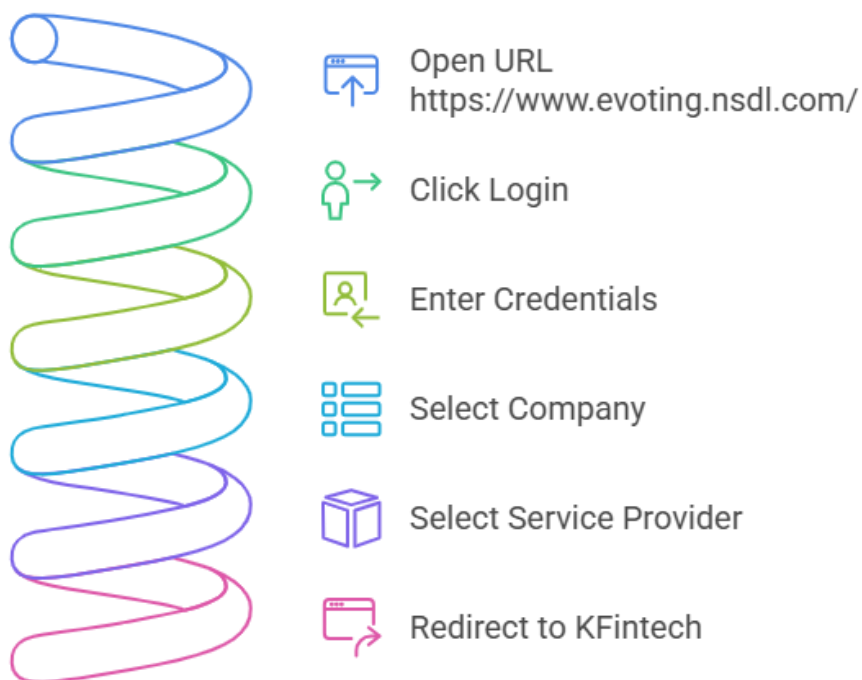 Open URL
https://www.evoting.nsdl.com/
Click Login
Enter Credentials
Select Company
Select Service Provider
Redirect to KFintech